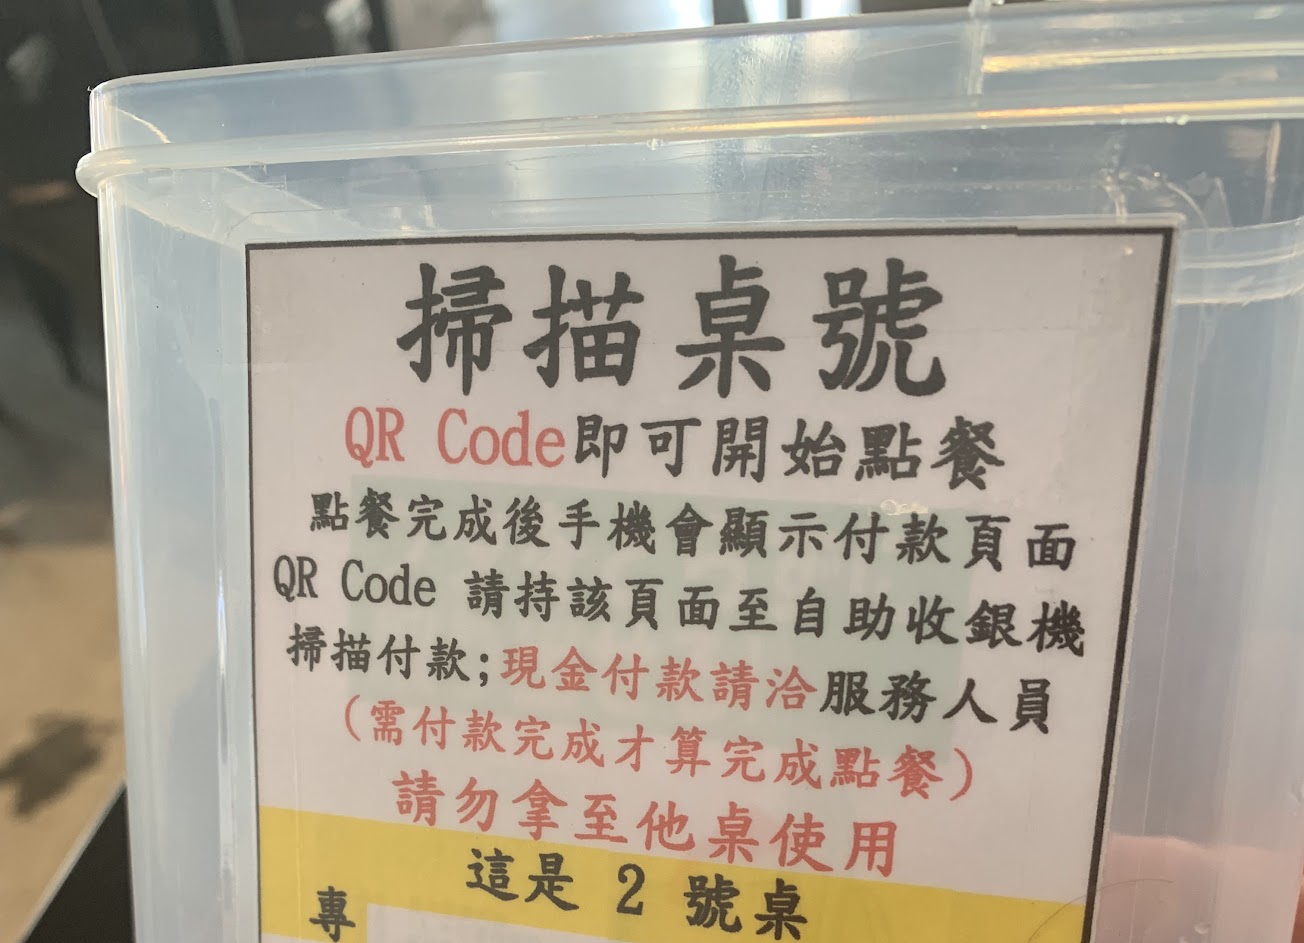 掃描桌號
QR Code即可開始點餐
點餐完成後手機會顯示付款頁面
QR Code 請持該頁面至自助收銀機
掃描付款;現金付款請洽服務人員
(需付款完成才算完成點餐)
請勿拿至他桌使用
這是 2 號桌
專